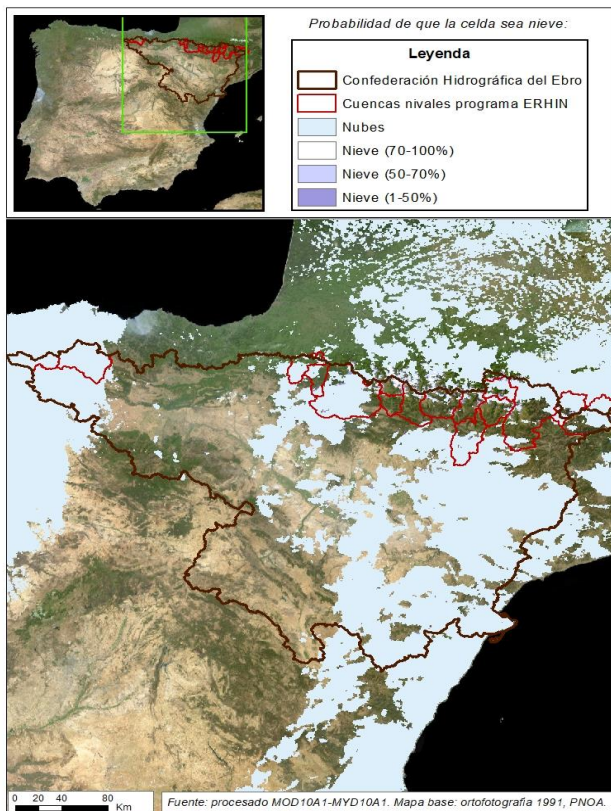 Probabilidad de que la celda sea nieve:
Leyenda
Confederación Hidrográfica del Ebro
Cuencas nivales programa ERHIN
Nubes
Nieve (70-100%)
Nieve (50-70%)
Nieve (1-50%)
0 20 40 80
Km
Fuente: procesado MOD10A1-MYD10A1. Mapa base: ortofotografia 1991, PNOA.